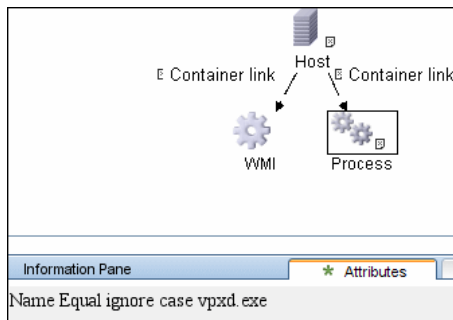 Host
Container link
Container link
WMI
Process
Information Pane
Attributes
Name Equal ignore case vpxd.exe